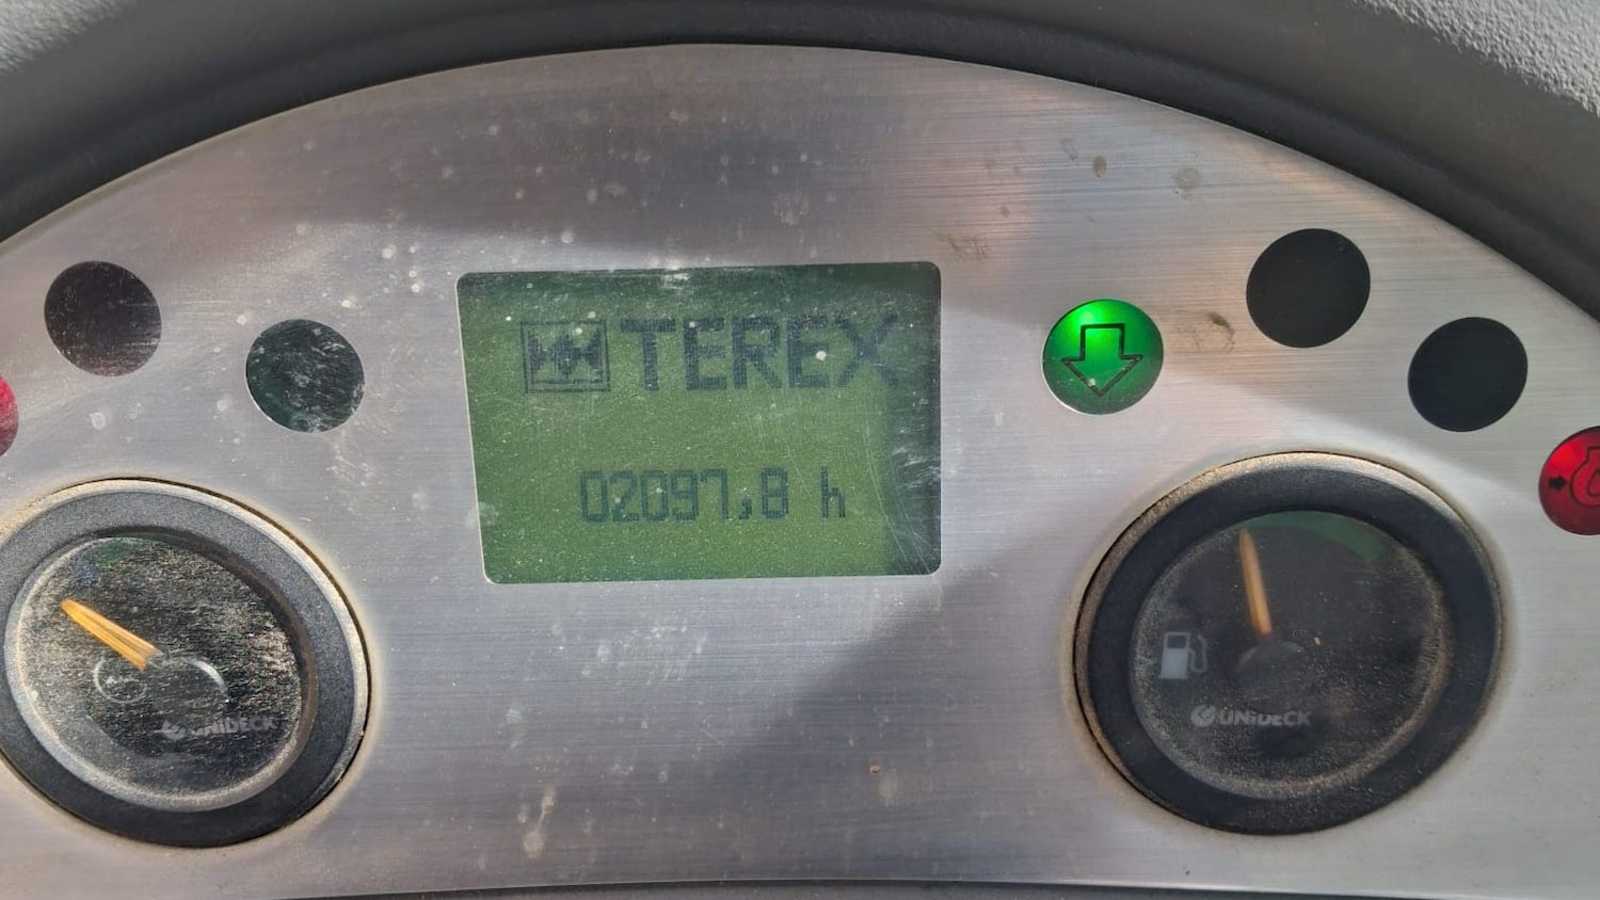 TEREX
02097,8 h
UNIDECK
UNIDECK